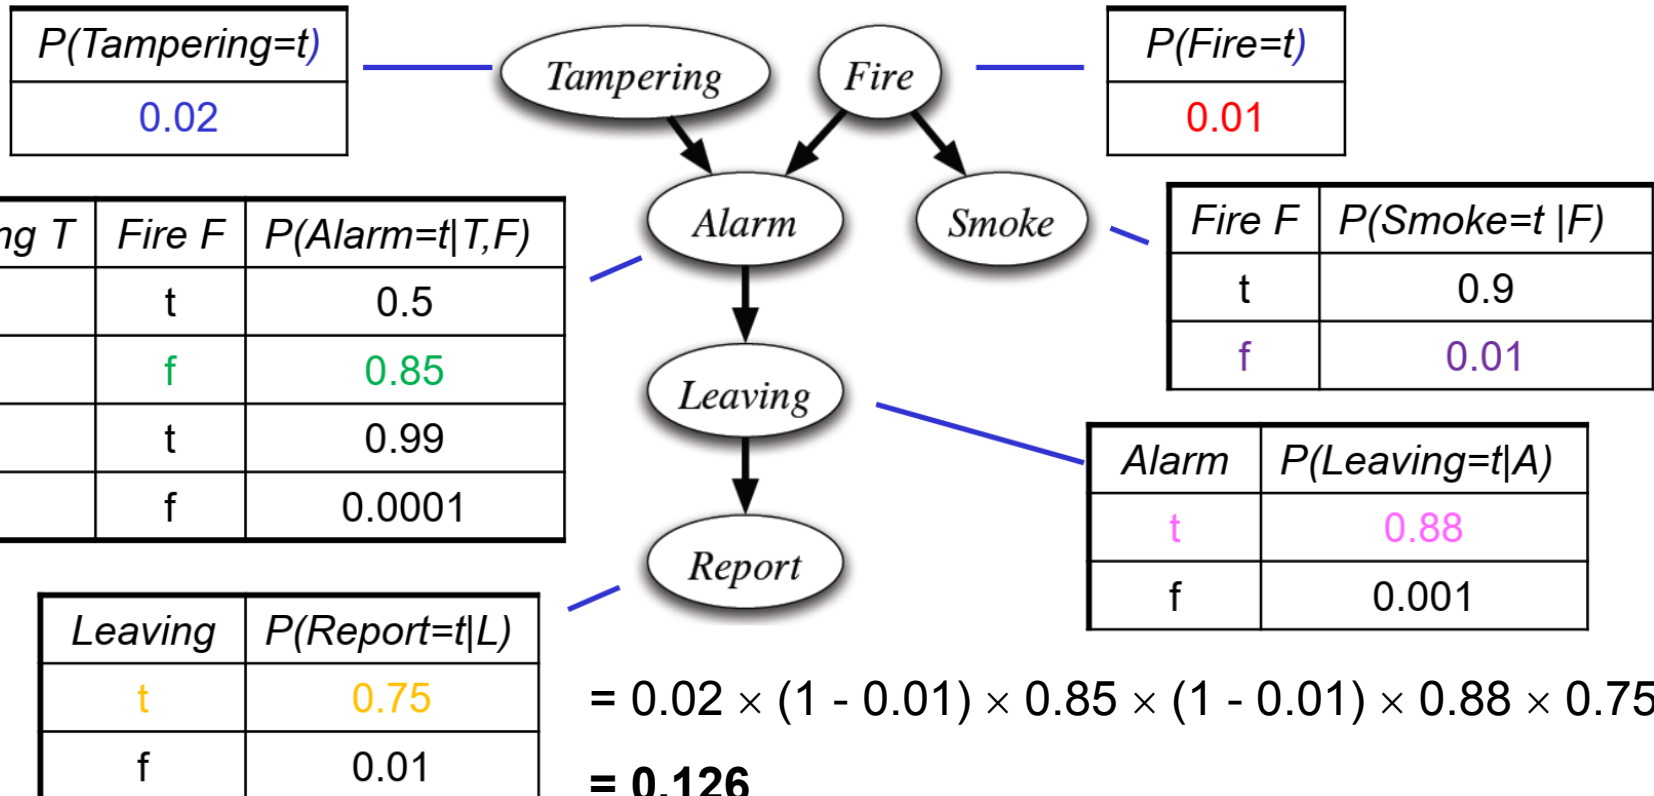 P(Tampering=t)
0.02
Tampering
Fire
P(Fire=t)
0.01
Alarm
Smoke
T Fire F P(Alarm=t|T,F)
t 0.5
f 0.85
t 0.99
f 0.0001
Fire F P(Smoke=t |F)
t 0.9
f 0.01
Leaving
Alarm P(Leaving=t|A)
t 0.88
f 0.001
Report
Leaving P(Report=t|L)
t 0.75
f 0.01
= 0.02 × (1 - 0.01) × 0.85 × (1 - 0.01) × 0.88 × 0.75
= 0.126